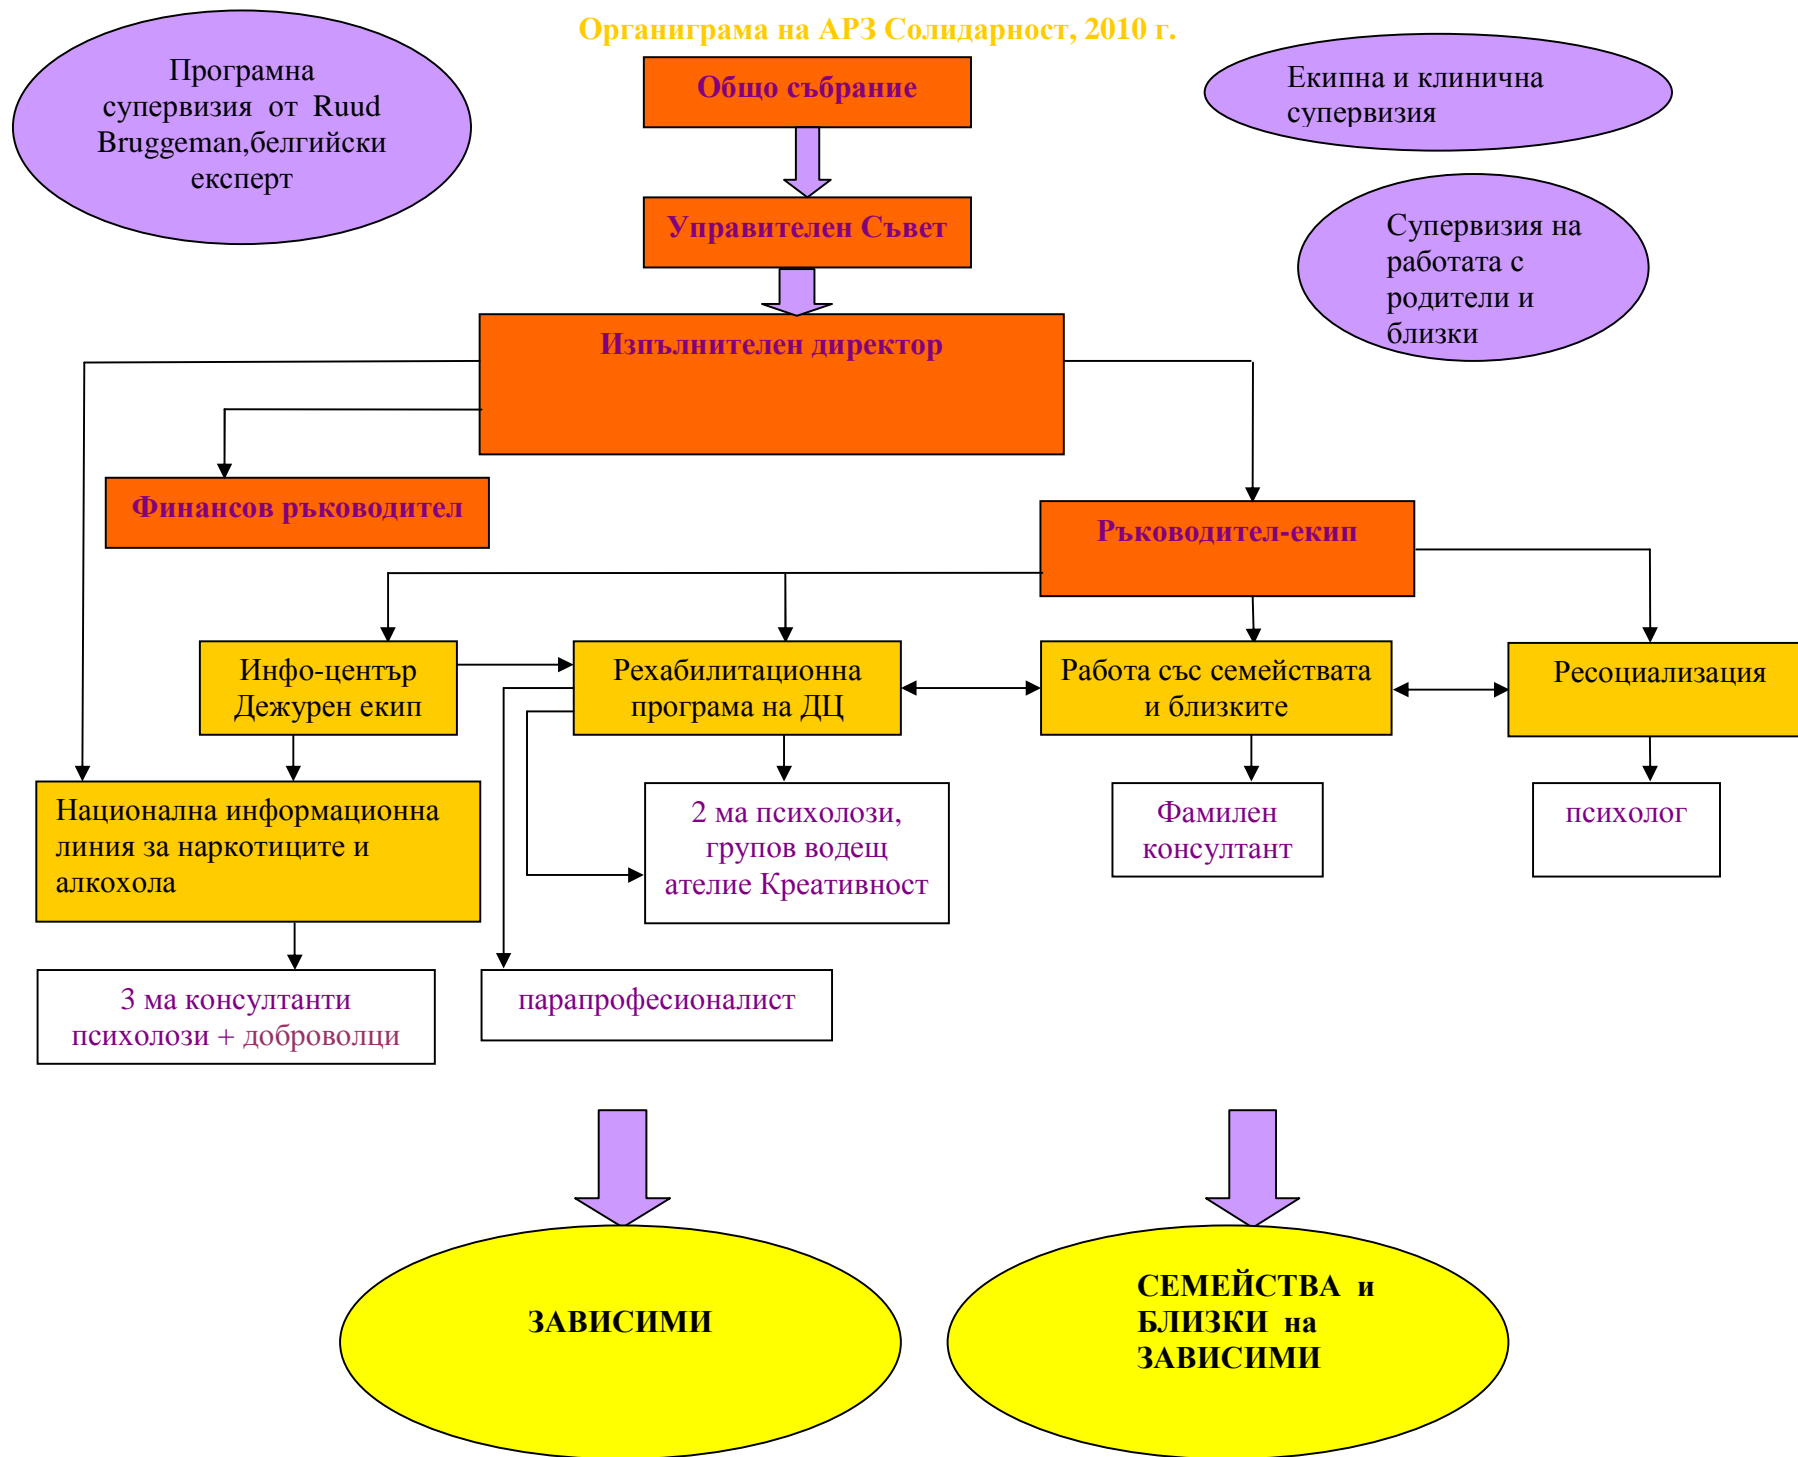 Органиграма на АРЗ Солидарност, 2010 г.
Програмна
супервизия от Ruud
Bruggeman,белгийски
експерт
Общо събрание
Екипна и клинична
супервизия
Управителен Съвет
Супервизия на
работата с
родители и
близки
Изпълнителен директор
Финансов ръководител
Ръководител-екип
Инфо-център
Дежурен екип
Рехабилитационна
програма на ДЦ
Работа със семействата
и близките
Ресоциализация
Национална информационна
линия за наркотиците и
алкохола
2 ма психолози,
групов водещ
ателие Креативност
Фамилен
консултант
психолог
3 ма консултанти
психолози + доброволци
парапрофесионалист
ЗАВИСИМИ
СЕМЕЙСТВА и
БЛИЗКИ на
ЗАВИСИМИ